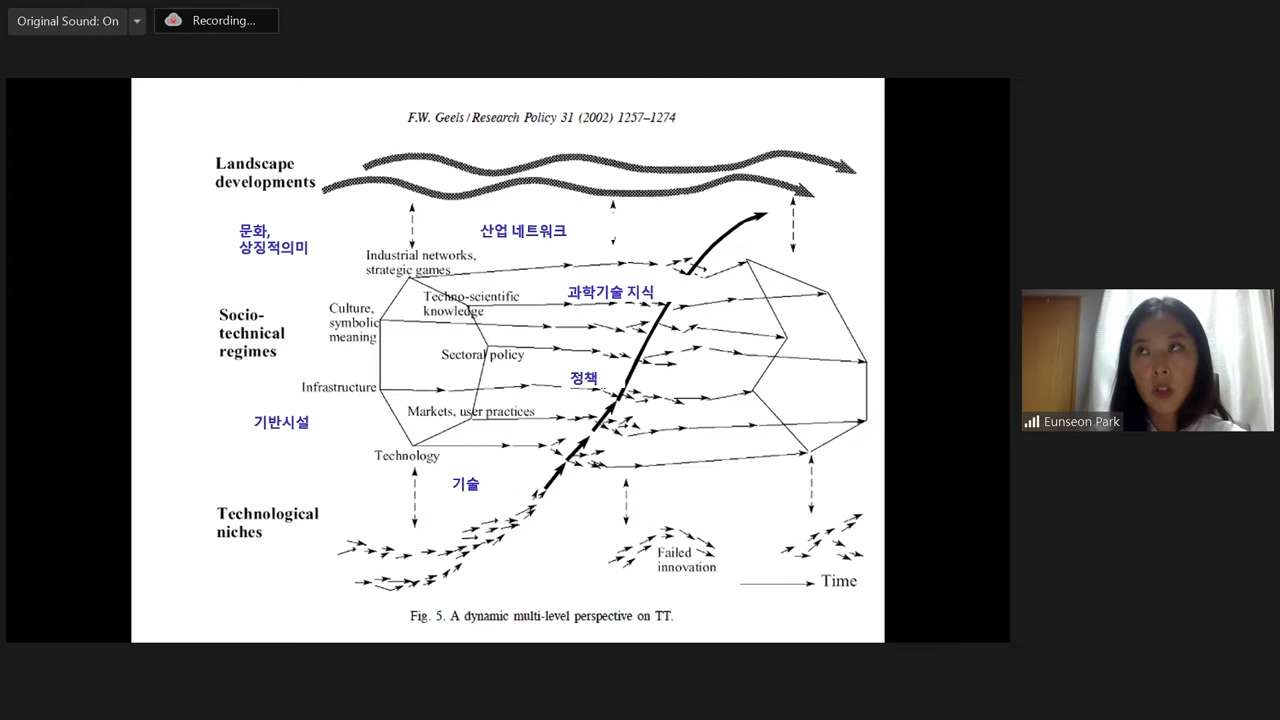 Original Sound: On
Recording...
F.W. Geels / Research Policy 31 (2002) 1257–1274
Landscape
developments
문화,
상징적의미
산업 네트워크
Industrial networks,
strategic games
Techno-scientific
knowledge
과학기술 지식
Culture,
symbolic
meaning
Socio-
technical
regimes
Sectoral policy
정책
Infrastructure
Markets, user practices
기반시설
Technology
기술
Technological
niches
Failed
innovation
Time
Fig. 5. A dynamic multi-level perspective on TT.
Eunseon Park